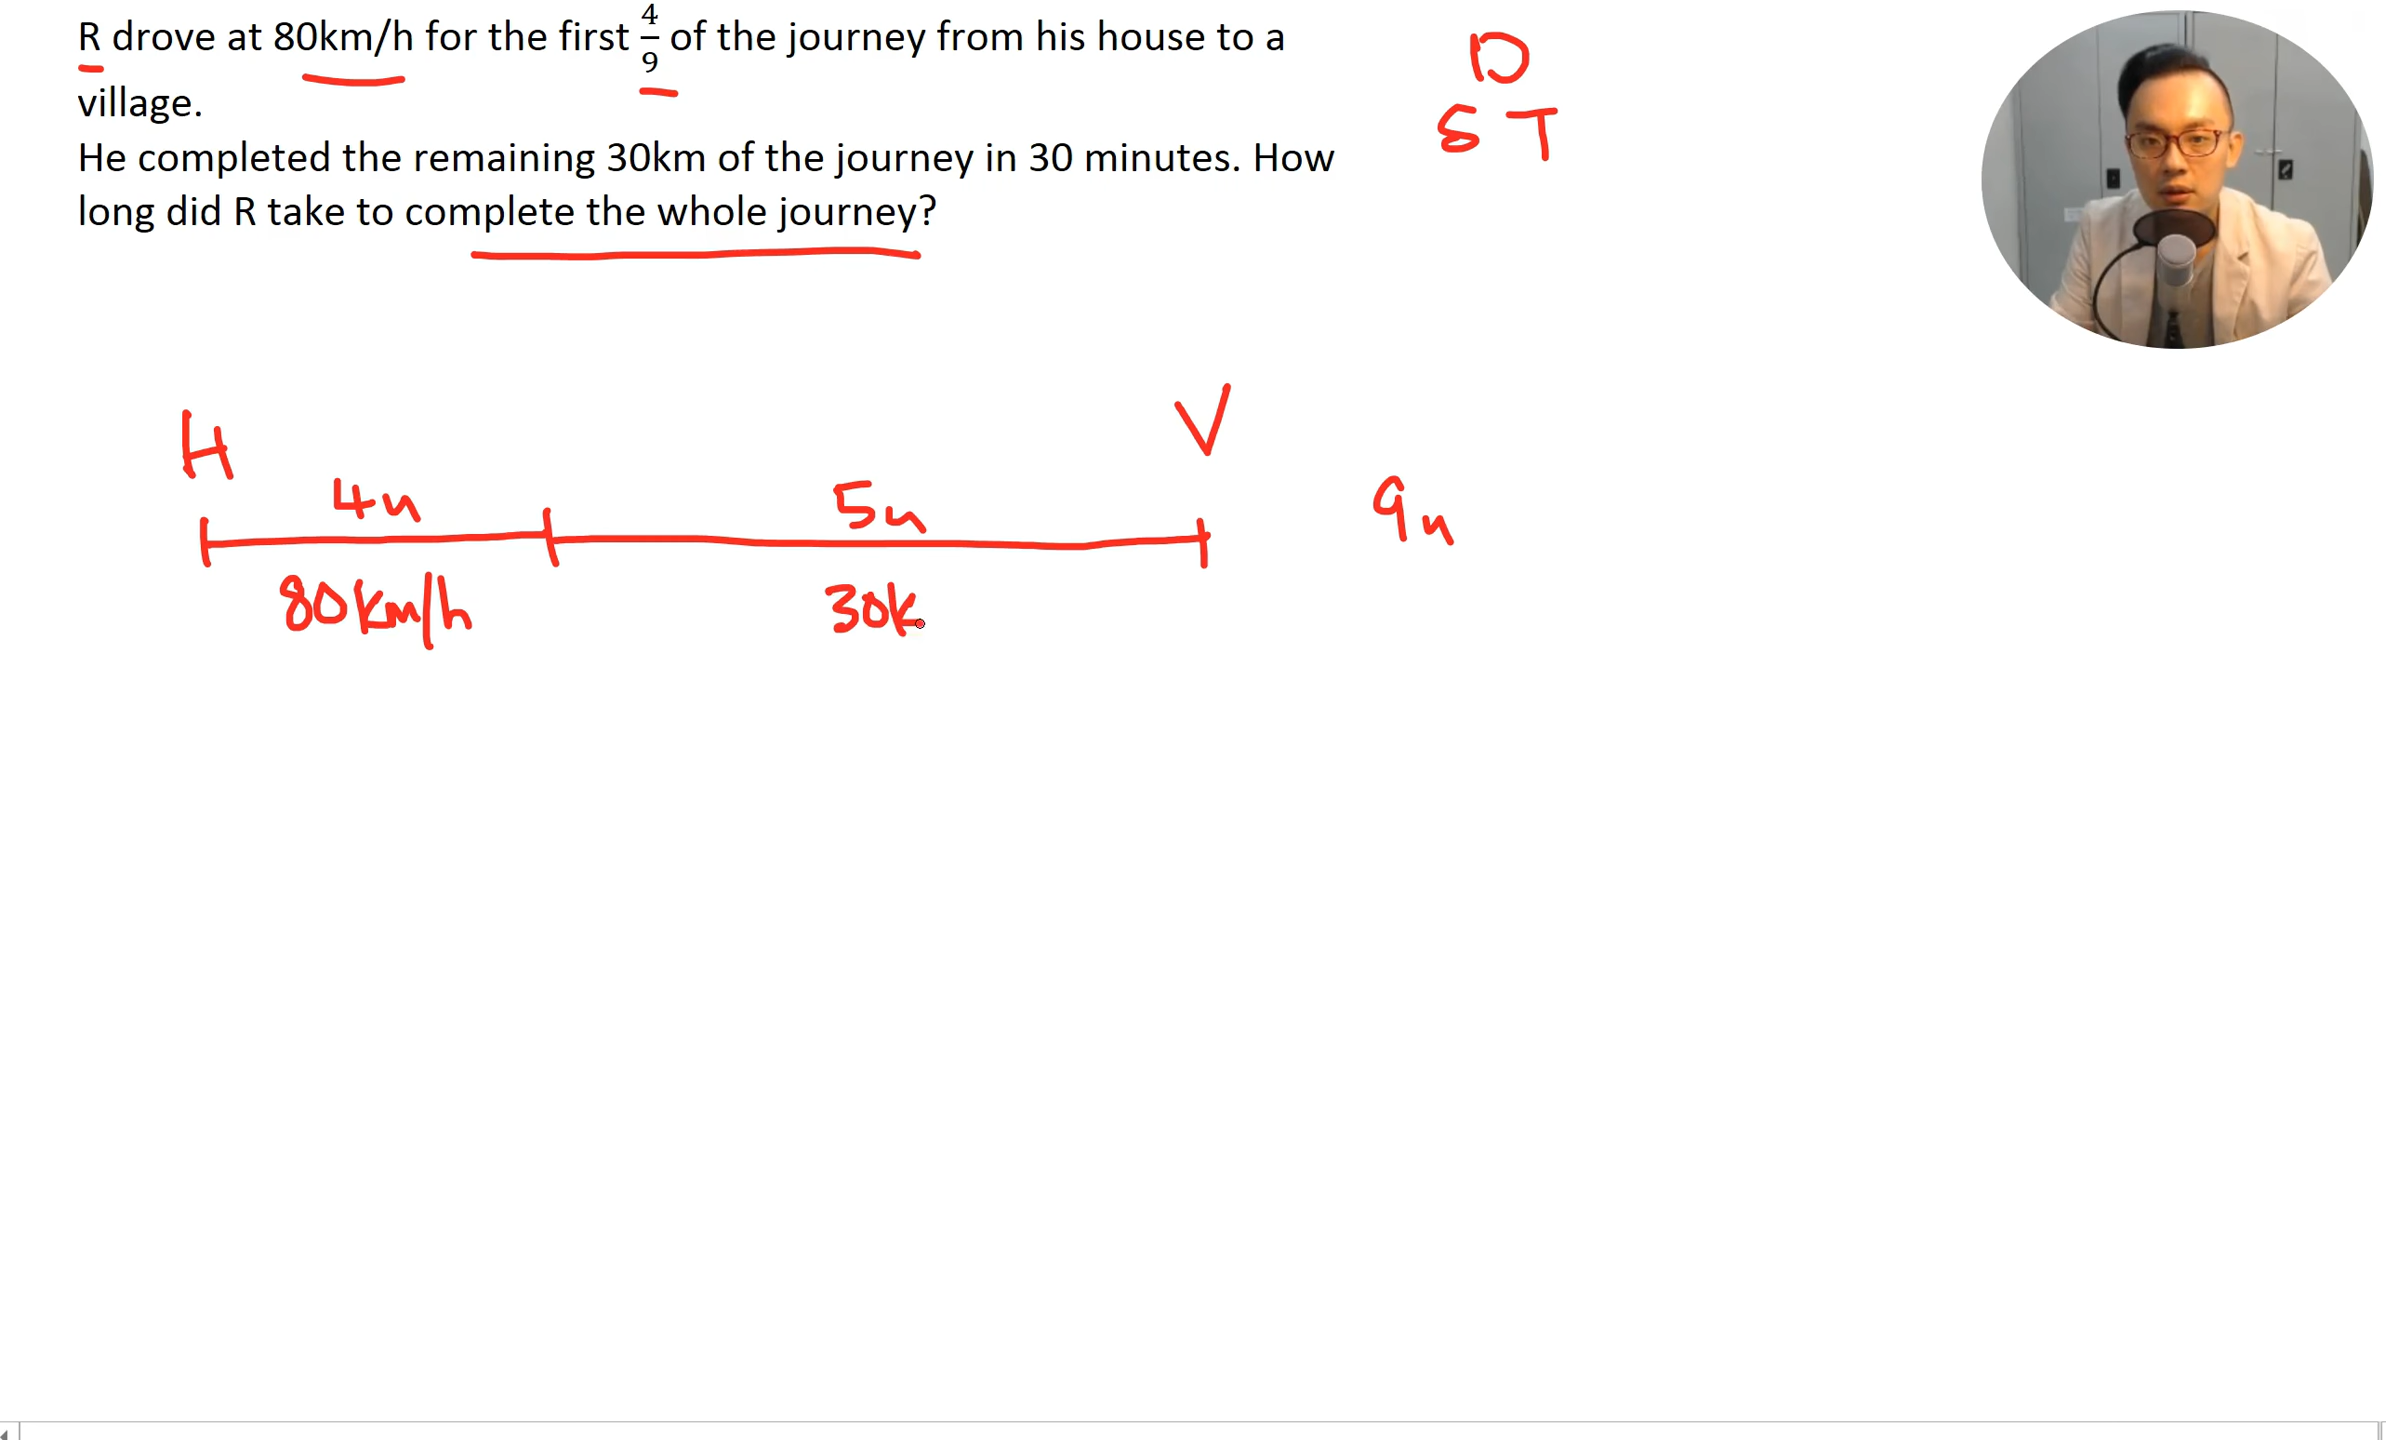 R drove at 80km/h for the first 4/9 of the journey from his house to a
village.
He completed the remaining 30km of the journey in 30 minutes. How
long did R take to complete the whole journey?
D
S T
H
V
4u
5u
9u
80km/h
30k